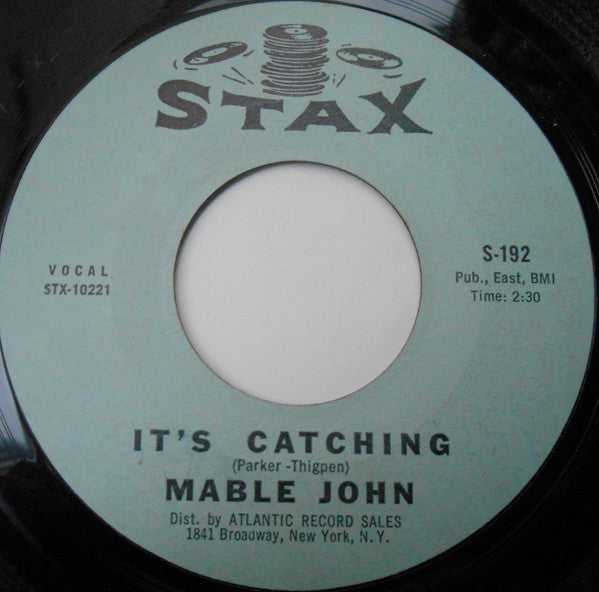 STAX
VOCAL
STX-10221
S-192
Pub., East, BMI
Time: 2:30
IT'S CATCHING
(Parker -Thigpen)
MABLE JOHN
Dist. by ATLANTIC RECORD SALES
1841 Broadway, New York, N.Y.